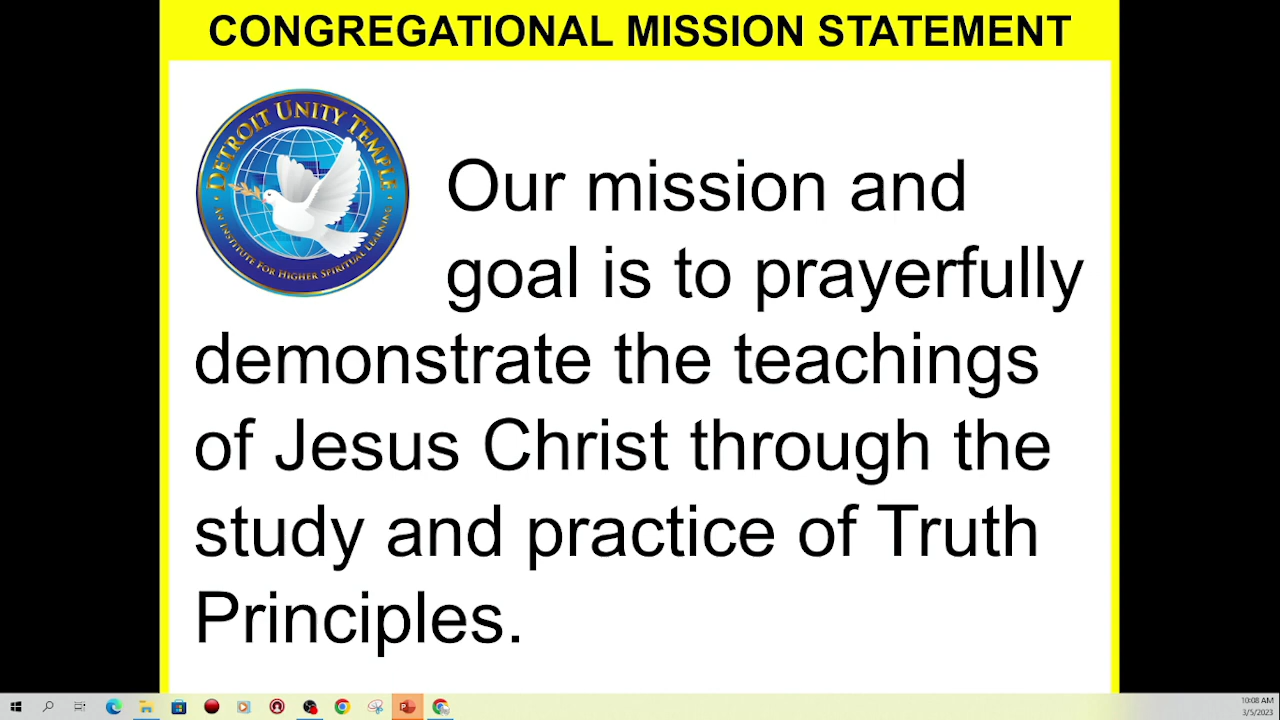 CONGREGATIONAL MISSION STATEMENT
DETROIT UNITY TEMPLE
AN INSTITUTE FOR HIGHER SPIRITUAL LEARNING
Our mission and
goal is to prayerfully
demonstrate the teachings
of Jesus Christ through the
study and practice of Truth
Principles.
10:08 AM
3/5/2023